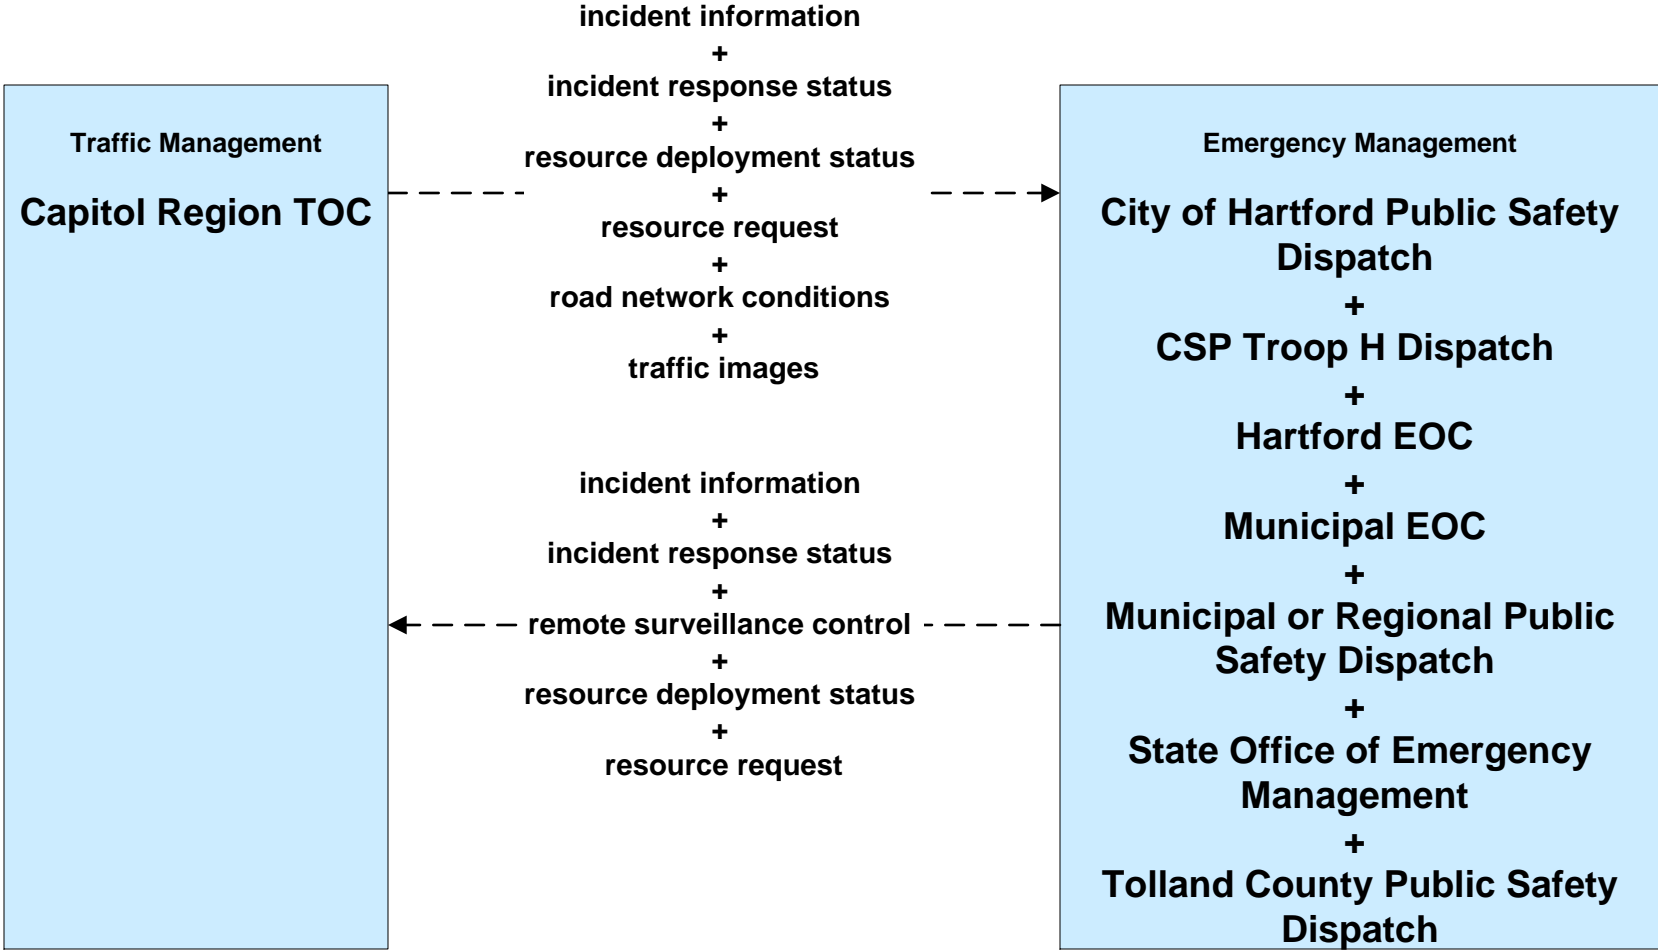 Traffic Management
Capitol Region TOC
incident information
+
incident response status
+
resource deployment status
+
resource request
+
road network conditions
+
traffic images
incident information
+
incident response status
+
remote surveillance control
+
resource deployment status
+
resource request
Emergency Management
City of Hartford Public Safety
Dispatch
+
CSP Troop H Dispatch
+
Hartford EOC
+
Municipal EOC
+
Municipal or Regional Public
Safety Dispatch
+
State Office of Emergency
Management
+
Tolland County Public Safety
Dispatch